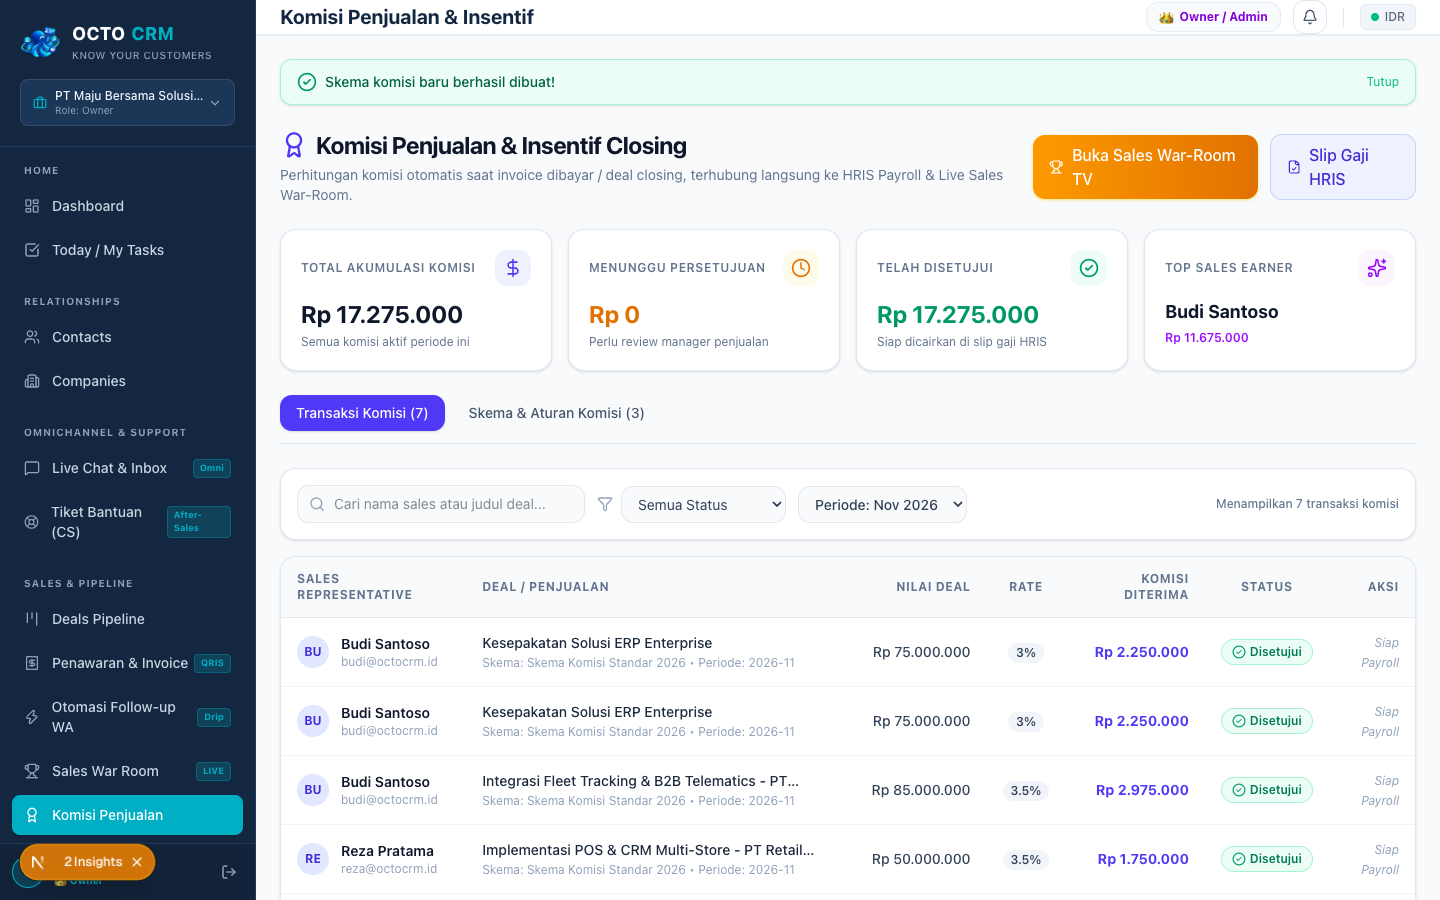 OCTO CRM
KNOW YOUR CUSTOMERS
PT Maju Bersama Solusi...
Role: Owner
HOME
Dashboard
Today / My Tasks
RELATIONSHIPS
Contacts
Companies
OMNICHANNEL & SUPPORT
Live Chat & Inbox
Omni
Tiket Bantuan
(CS)
After-
Sales
SALES & PIPELINE
Deals Pipeline
Penawaran & Invoice
QRIS
Otomasi Follow-up
WA
Drip
Sales War Room
LIVE
Komisi Penjualan
N
2 Insights
Owner
Komisi Penjualan & Insentif
Owner / Admin
IDR
Skema komisi baru berhasil dibuat!
Tutup
Komisi Penjualan & Insentif Closing
Perhitungan komisi otomatis saat invoice dibayar / deal closing, terhubung langsung ke HRIS Payroll & Live Sales
War-Room.
Buka Sales War-Room
TV
Slip Gaji
HRIS
TOTAL AKUMULASI KOMISI
Rp 17.275.000
Semua komisi aktif periode ini
MENUNGGU PERSETUJUAN
Rp 0
Perlu review manager penjualan
TELAH DISETUJUI
Rp 17.275.000
Siap dicairkan di slip gaji HRIS
TOP SALES EARNER
Budi Santoso
Rp 11.675.000
Transaksi Komisi (7)
Skema & Aturan Komisi (3)
Cari nama sales atau judul deal...
Semua Status
Periode: Nov 2026
Menampilkan 7 transaksi komisi
SALES
REPRESENTATIVE
DEAL / PENJUALAN
NILAI DEAL
RATE
KOMISI
DITERIMA
STATUS
AKSI
BU
Budi Santoso
budi@octocrm.id
Kesepakatan Solusi ERP Enterprise
Skema: Skema Komisi Standar 2026 • Periode: 2026-11
Rp 75.000.000
3%
Rp 2.250.000
Disetujui
Siap
Payroll
BU
Budi Santoso
budi@octocrm.id
Kesepakatan Solusi ERP Enterprise
Skema: Skema Komisi Standar 2026 • Periode: 2026-11
Rp 75.000.000
3%
Rp 2.250.000
Disetujui
Siap
Payroll
BU
Budi Santoso
budi@octocrm.id
Integrasi Fleet Tracking & B2B Telematics - PT...
Skema: Skema Komisi Standar 2026 • Periode: 2026-11
Rp 85.000.000
3.5%
Rp 2.975.000
Disetujui
Siap
Payroll
RE
Reza Pratama
reza@octocrm.id
Implementasi POS & CRM Multi-Store - PT Retail...
Skema: Skema Komisi Standar 2026 • Periode: 2026-11
Rp 50.000.000
3.5%
Rp 1.750.000
Disetujui
Siap
Payroll